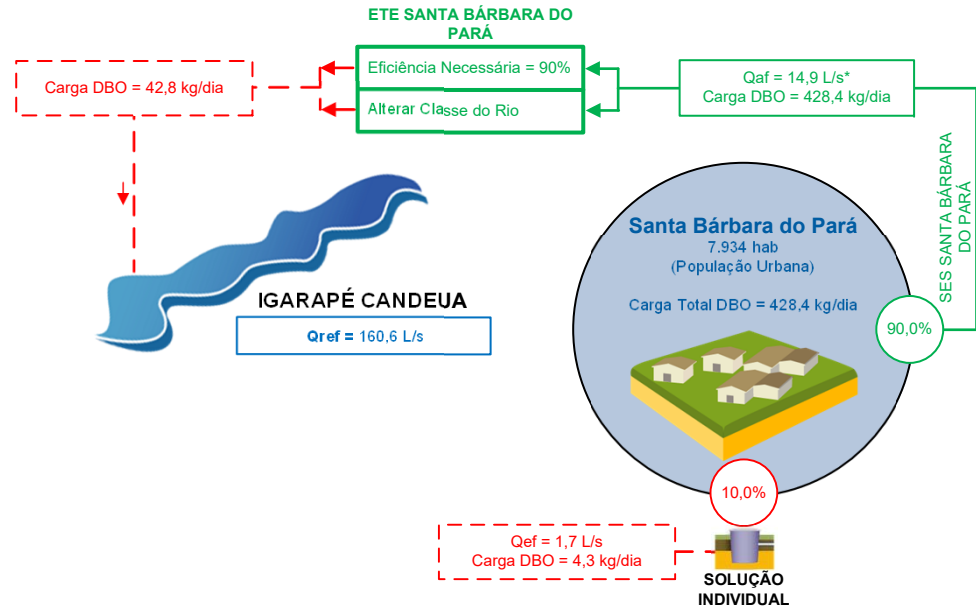 ETE SANTA BÁRBARA DO
PARÁ
Eficiência Necessária = 90%
Alterar Classe do Rio
Carga DBO = 42,8 kg/dia
Qaf = 14,9 L/s*
Carga DBO = 428,4 kg/dia
SES SANTA BÁRBARA
DO PARÁ
Santa Bárbara do Pará
7.934 hab
(População Urbana)
Carga Total DBO = 428,4 kg/dia
90,0%
IGARAPÉ CANDEUA
Qref = 160,6 L/s
10,0%
Qef = 1,7 L/s
Carga DBO = 4,3 kg/dia
SOLUÇÃO
INDIVIDUAL